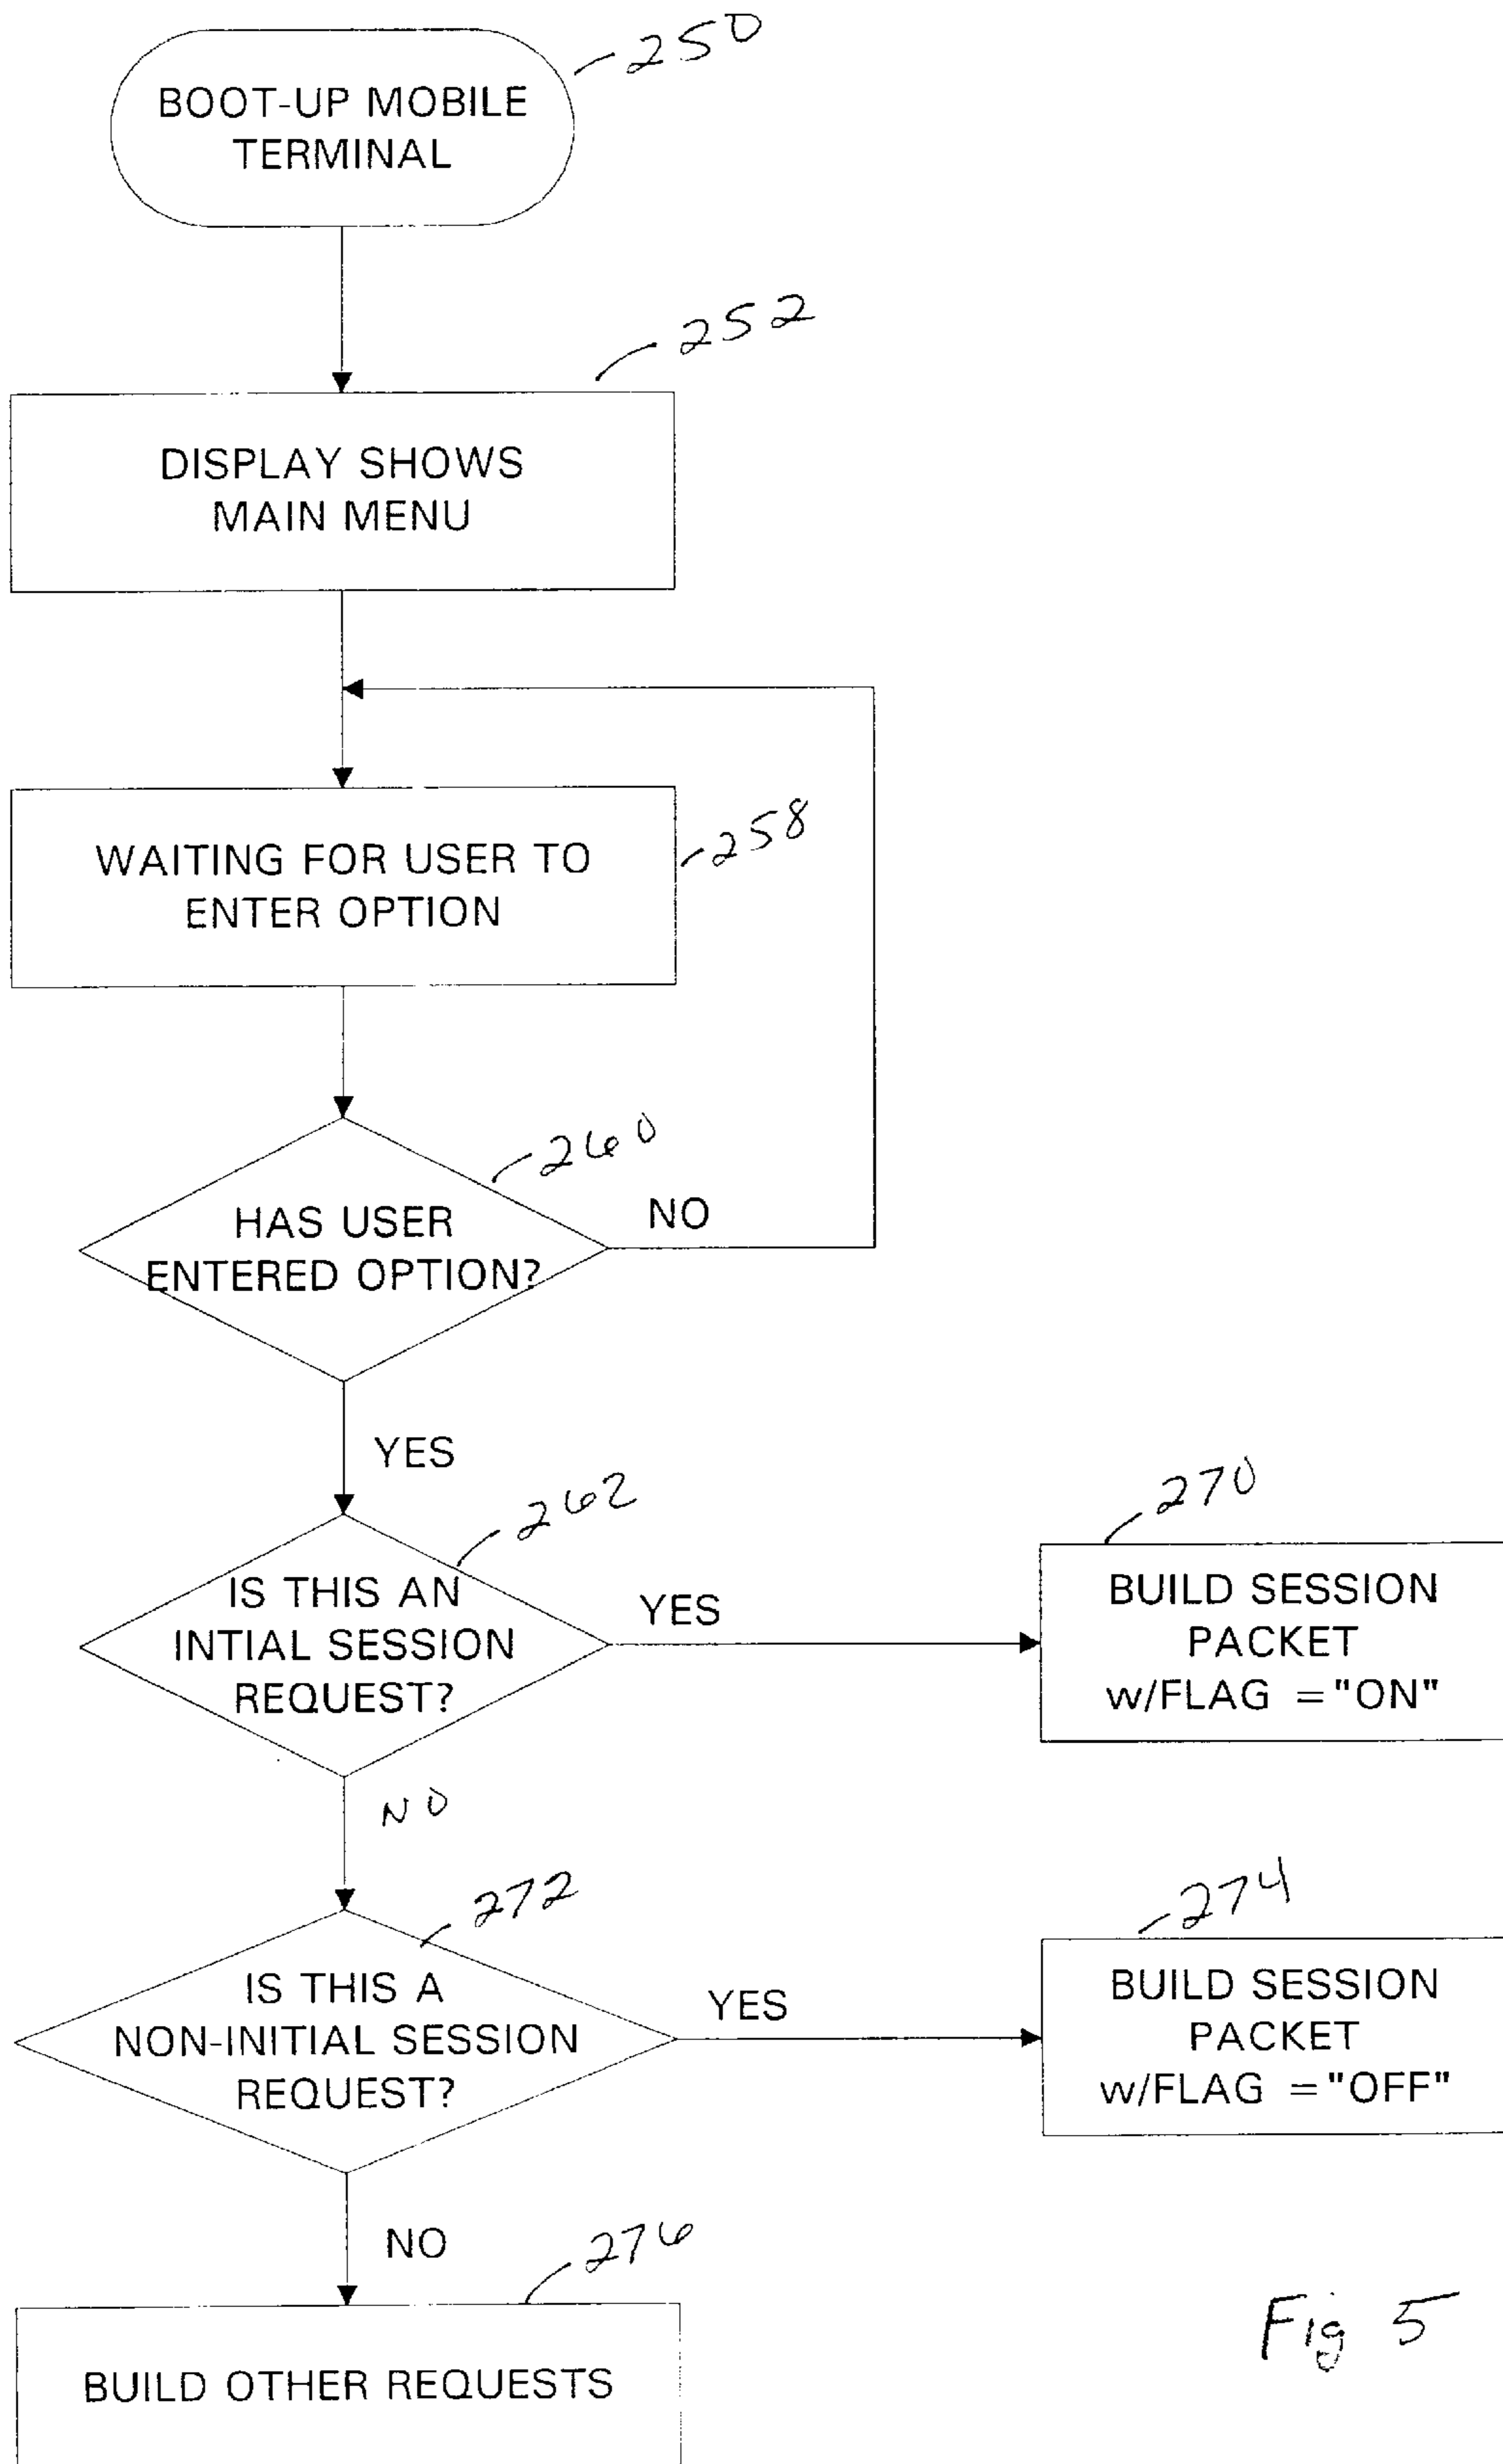 250
BOOT-UP MOBILE
TERMINAL
252
DISPLAY SHOWS
MAIN MENU
258
WAITING FOR USER TO
ENTER OPTION
260
HAS USER
ENTERED OPTION?
NO
YES
262
IS THIS AN
INTIAL SESSION
REQUEST?
YES
270
BUILD SESSION
PACKET
w/FLAG ="ON"
NO
272
IS THIS A
NON-INITIAL SESSION
REQUEST?
YES
274
BUILD SESSION
PACKET
w/FLAG ="OFF"
NO
276
BUILD OTHER REQUESTS
Fig 5